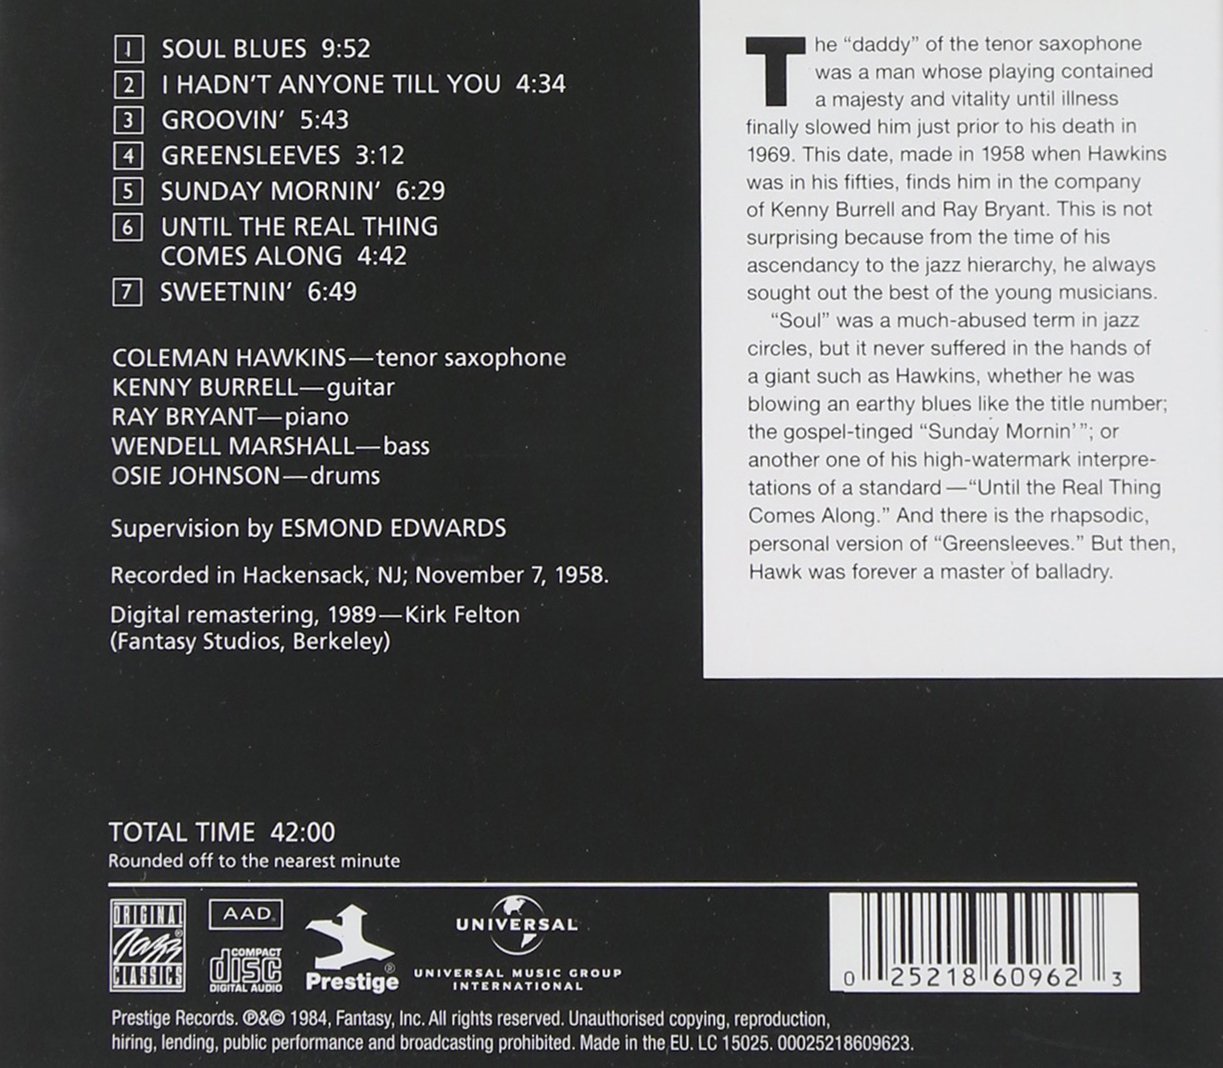 1 SOUL BLUES 9:52
2 I HADN'T ANYONE TILL YOU 4:34
3 GROOVIN' 5:43
4 GREENSLEEVES 3:12
5 SUNDAY MORNIN' 6:29
6 UNTIL THE REAL THING
COMES ALONG 4:42
7 SWEETNIN' 6:49
COLEMAN HAWKINS—tenor saxophone
KENNY BURRELL—guitar
RAY BRYANT—piano
WENDELL MARSHALL—bass
OSIE JOHNSON—drums
Supervision by ESMOND EDWARDS
Recorded in Hackensack, NJ; November 7, 1958.
Digital remastering, 1989—Kirk Felton
(Fantasy Studios, Berkeley)
The “daddy” of the tenor saxophone
was a man whose playing contained
a majesty and vitality until illness
finally slowed him just prior to his death in
1969. This date, made in 1958 when Hawkins
was in his fifties, finds him in the company
of Kenny Burrell and Ray Bryant. This is not
surprising because from the time of his
ascendancy to the jazz hierarchy, he always
sought out the best of the young musicians.
“Soul” was a much-abused term in jazz
circles, but it never suffered in the hands of
a giant such as Hawkins, whether he was
blowing an earthy blues like the title number;
the gospel-tinged “Sunday Mornin'”; or
another one of his high-watermark interpre-
tations of a standard—“Until the Real Thing
Comes Along.” And there is the rhapsodic,
personal version of “Greensleeves.” But then,
Hawk was forever a master of balladry.
TOTAL TIME 42:00
Rounded off to the nearest minute
ORIGINAL
Jazz
CLASSICS
AAD
COMPACT
disc
DIGITAL AUDIO
Prestige®
UNIVERSAL
UNIVERSAL MUSIC GROUP
INTERNATIONAL
0 25218 60962 3
Prestige Records. ℗&© 1984, Fantasy, Inc. All rights reserved. Unauthorised copying, reproduction,
hiring, lending, public performance and broadcasting prohibited. Made in the EU. LC 15025. 00025218609623.